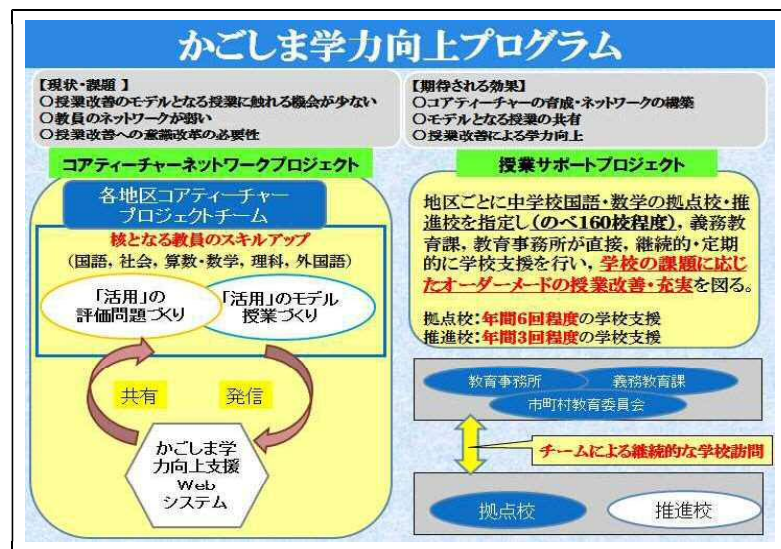 かごしま学力向上プログラム
【現状・課題 】
○授業改善のモデルとなる授業に触れる機会が少ない
○教員のネットワークが弱い
○授業改善への意識改革の必要性
【期待される効果】
○コアティーチャーの育成・ネットワークの構築
○モデルとなる授業の共有
○授業改善による学力向上
コアティーチャーネットワークプロジェクト
各地区コアティーチャー
プロジェクトチーム
核となる教員のスキルアップ
(国語, 社会, 算数・数学, 理科, 外国語)
「活用」の
評価問題づくり
「活用」のモデル
授業づくり
共有
発信
かごしま学
力向上支援
Web
システム
授業サポートプロジェクト
地区ごとに中学校国語・数学の拠点校・推
進校を指定し(のべ160校程度), 義務教
育課, 教育事務所が直接, 継続的・定期
的に学校支援を行い, 学校の課題に応じ
たオーダーメードの授業改善・充実を図る。
拠点校:年間6回程度の学校支援
推進校:年間3回程度の学校支援
教育事務所
義務教育課
市町村教育委員会
チームによる継続的な学校訪問
拠点校
推進校